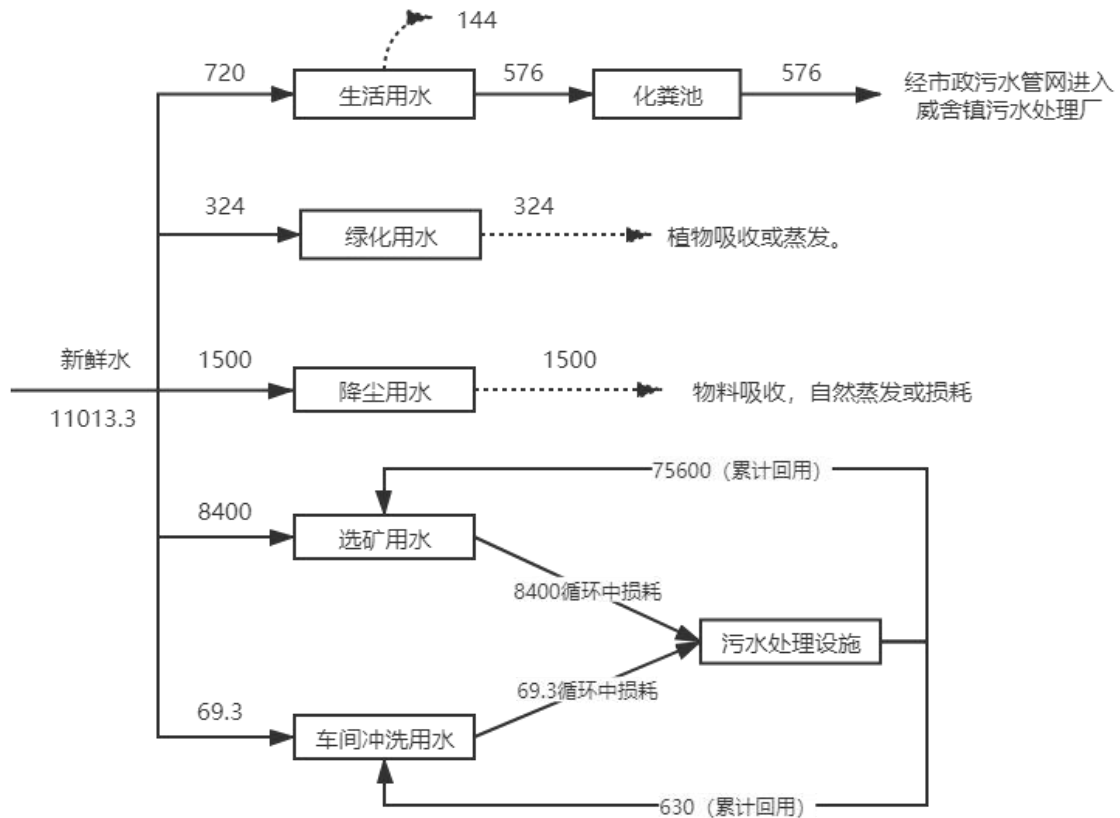 144
720
生活用水
576
化粪池
576
经市政污水管网进入
威舍镇污水处理厂
324
绿化用水
324
植物吸收或蒸发。
新鲜水
11013.3
1500
降尘用水
1500
物料吸收，自然蒸发或损耗
75600（累计回用）
8400
选矿用水
8400循环中损耗
污水处理设施
69.3循环中损耗
69.3
车间冲洗用水
630（累计回用）